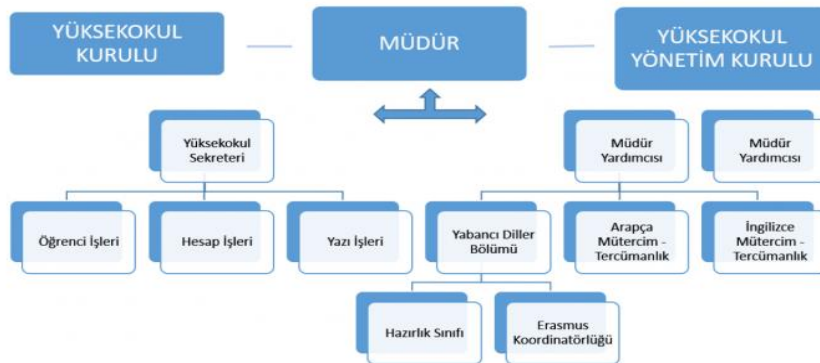 YÜKSEKOKUL
KURULU
MÜDÜR
YÜKSEKOKUL
YÖNETİM KURULU
Yüksekokul
Sekreteri
Müdür
Yardımcısı
Müdür
Yardımcısı
Öğrenci İşleri
Hesap İşleri
Yazı İşleri
Yabancı Diller
Bölümü
Arapça
Mütercim -
Tercümanlık
İngilizce
Mütercim -
Tercümanlık
Hazırlık Sınıfı
Erasmus
Koordinatörlüğü